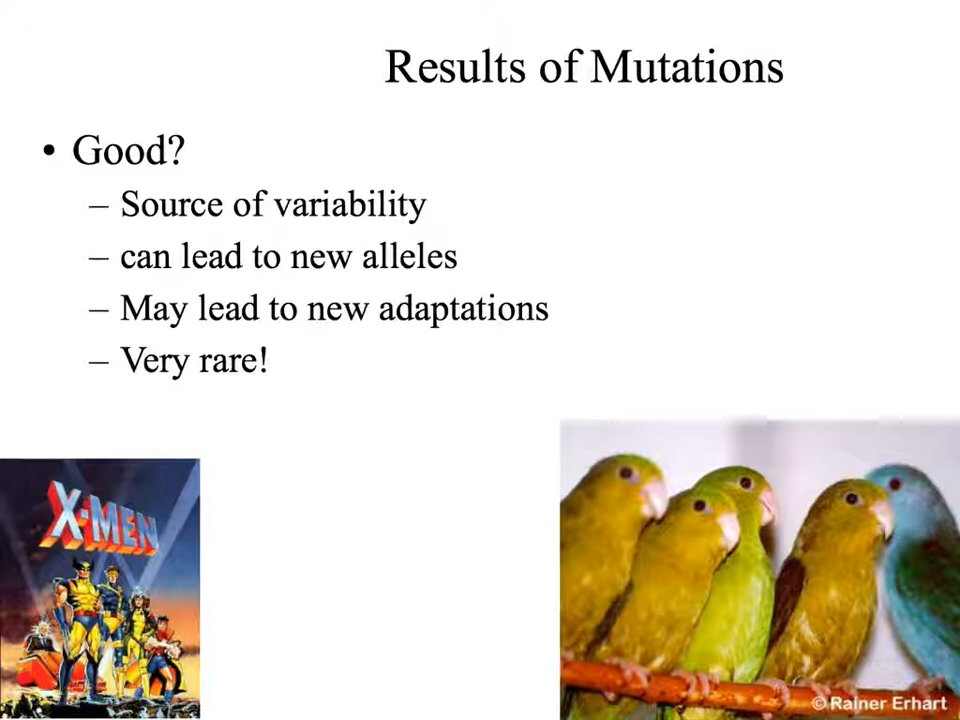 Results of Mutations
• Good?
– Source of variability
– can lead to new alleles
– May lead to new adaptations
– Very rare!
X-MEN
©Rainer Erhart